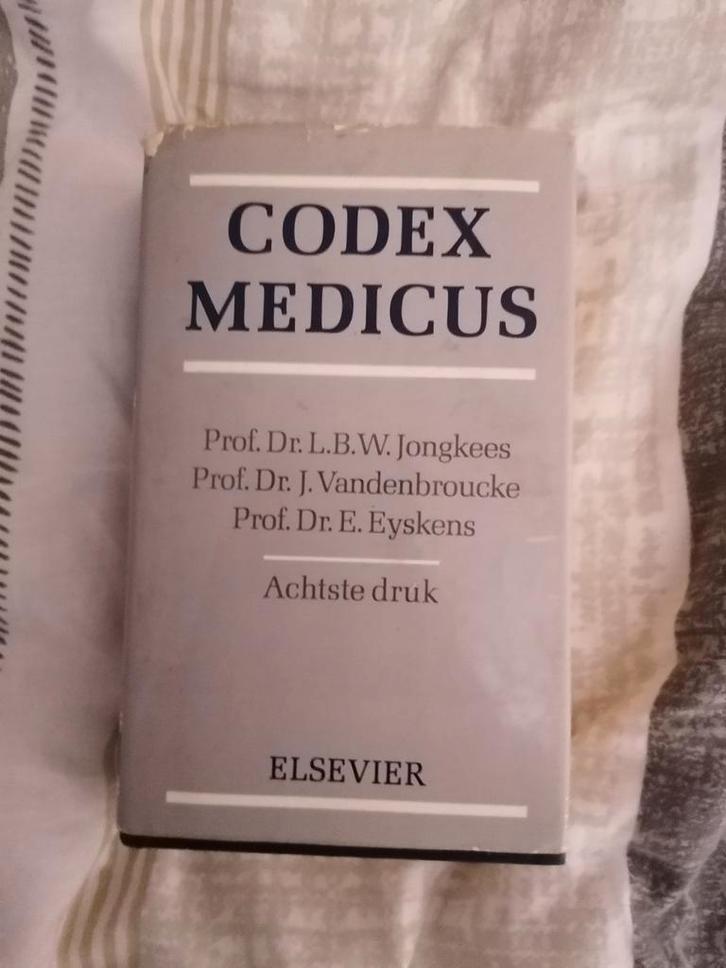 CODEX
MEDICUS
Prof. Dr. L.B.W. Jongkees
Prof. Dr. J. Vandenbroucke
Prof. Dr. E. Eyskens
Achtste druk
ELSEVIER